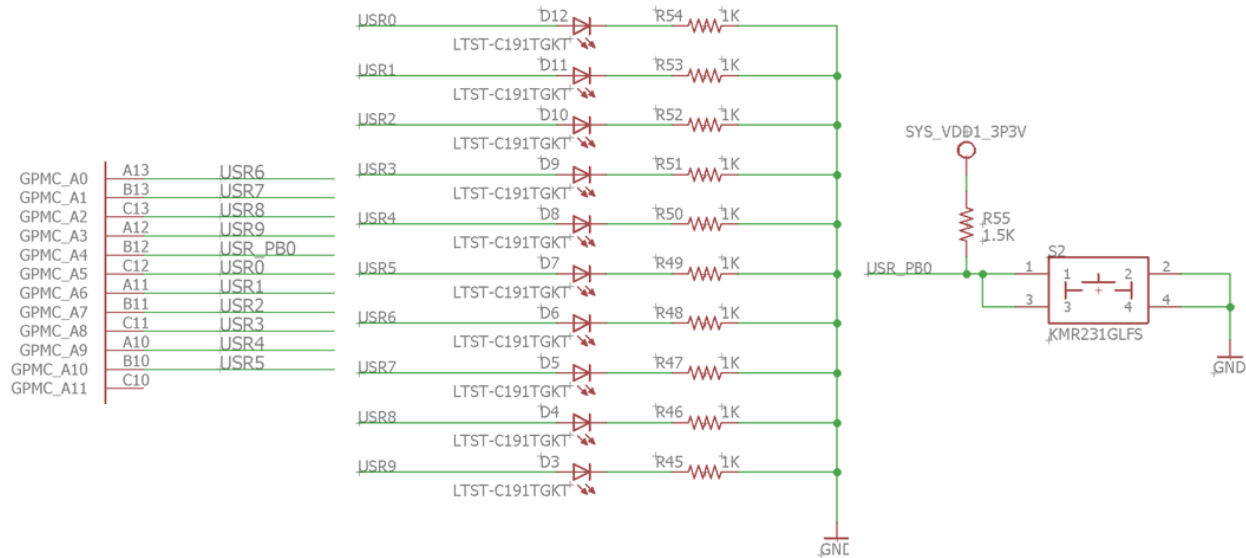 GPMC_A0 A13 USR6
GPMC_A1 B13 USR7
GPMC_A2 C13 USR8
GPMC_A3 A12 USR9
GPMC_A4 B12 USR_PB0
GPMC_A5 C12 USR0
GPMC_A6 A11 USR1
GPMC_A7 B11 USR2
GPMC_A8 C11 USR3
GPMC_A9 A10 USR4
GPMC_A10 B10 USR5
GPMC_A11 C10
USR0 D12 R54 1K
LTST-C191TGKT
USR1 D11 R53 1K
LTST-C191TGKT
USR2 D10 R52 1K
LTST-C191TGKT
USR3 D9 R51 1K
LTST-C191TGKT
USR4 D8 R50 1K
LTST-C191TGKT
USR5 D7 R49 1K
LTST-C191TGKT
USR6 D6 R48 1K
LTST-C191TGKT
USR7 D5 R47 1K
LTST-C191TGKT
USR8 D4 R46 1K
LTST-C191TGKT
USR9 D3 R45 1K
LTST-C191TGKT
GND
SYS_VDD1_3P3V
R55
1.5K
S2
USR_PB0 1 1 2 2
3 3 4 4
KMR231GLFS
GND